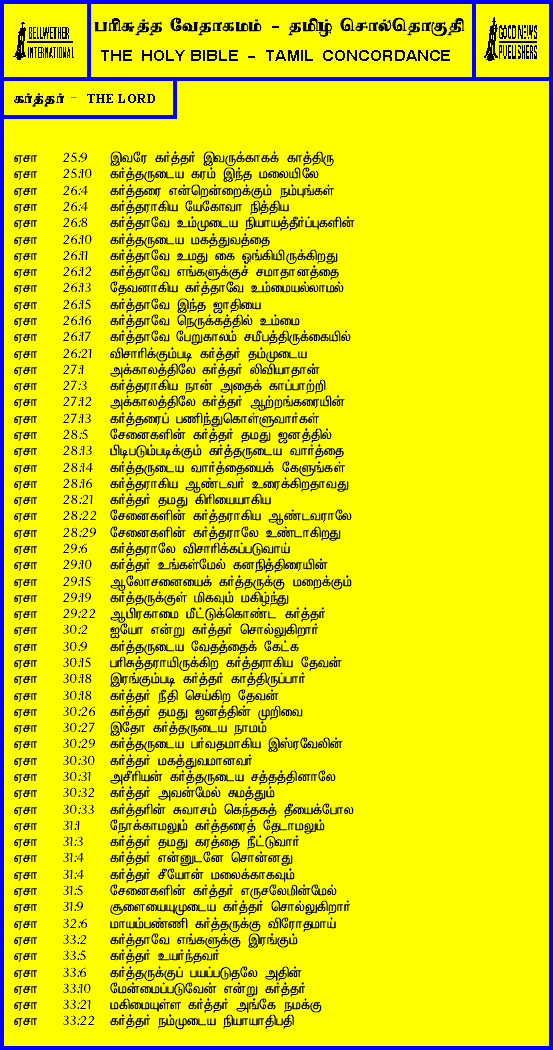 BELLWETHER
INTERNATIONAL
பரிசுத்த வேதாகமம் - தமிழ் சொல்தொகுதி
THE HOLY BIBLE - TAMIL CONCORDANCE
GOOD NEWS
PUBLISHERS
கர்த்தர் - THE LORD
ஏசா 25:9 இவரே கர்த்தர் இவருக்காகக் காத்திரு
ஏசா 25:10 கர்த்தருடைய கரம் இந்த மலையிலே
ஏசா 26:4 கர்த்தரை என்றென்றைக்கும் நம்புங்கள்
ஏசா 26:4 கர்த்தராகிய யேகோவா நித்திய
ஏசா 26:8 கர்த்தாவே உம்முடைய நியாயத்தீர்ப்புகளின்
ஏசா 26:10 கர்த்தருடைய மகத்துவத்தை
ஏசா 26:11 கர்த்தாவே உமது கை ஓங்கியிருக்கிறது
ஏசா 26:12 கர்த்தாவே எங்களுக்குச் சமாதானத்தை
ஏசா 26:13 தேவனாகிய கர்த்தாவே உம்மையல்லாமல்
ஏசா 26:15 கர்த்தாவே இந்த ஜாதியை
ஏசா 26:16 கர்த்தாவே நெருக்கத்தில் உம்மை
ஏசா 26:17 கர்த்தாவே பேறுகாலம் சமீபத்திருக்கையில்
ஏசா 26:21 விசாரிக்கும்படி கர்த்தர் தம்முடைய
ஏசா 27:1 அக்காலத்திலே கர்த்தர் லிவியாதான்
ஏசா 27:3 கர்த்தராகிய நான் அதைக் காப்பாற்றி
ஏசா 27:12 அக்காலத்திலே கர்த்தர் ஆற்றங்கரையின்
ஏசா 27:13 கர்த்தரைப் பணிந்துகொள்ளுவார்கள்
ஏசா 28:5 சேனைகளின் கர்த்தர் தமது ஜனத்தில்
ஏசா 28:13 பிடிபடும்படிக்கும் கர்த்தருடைய வார்த்தை
ஏசா 28:14 கர்த்தருடைய வார்த்தையைக் கேளுங்கள்
ஏசா 28:16 கர்த்தராகிய ஆண்டவர் உரைக்கிறதாவது
ஏசா 28:21 கர்த்தர் தமது கிரியையாகிய
ஏசா 28:22 சேனைகளின் கர்த்தராகிய ஆண்டவராலே
ஏசா 28:29 சேனைகளின் கர்த்தராலே உண்டாகிறது
ஏசா 29:6 கர்த்தராலே விசாரிக்கப்படுவாய்
ஏசா 29:10 கர்த்தர் உங்கள்மேல் கனநித்திரையின்
ஏசா 29:15 ஆலோசனையைக் கர்த்தருக்கு மறைக்கும்
ஏசா 29:19 கர்த்தருக்குள் மிகவும் மகிழ்ந்து
ஏசா 29:22 ஆபிரகாமை மீட்டுக்கொண்ட கர்த்தர்
ஏசா 30:2 ஐயோ என்று கர்த்தர் சொல்லுகிறார்
ஏசா 30:9 கர்த்தருடைய வேதத்தைக் கேட்க
ஏசா 30:15 பரிசுத்தராயிருக்கிற கர்த்தராகிய தேவன்
ஏசா 30:18 இரங்கும்படி கர்த்தர் காத்திருப்பார்
ஏசா 30:18 கர்த்தர் நீதி செய்கிற தேவன்
ஏசா 30:26 கர்த்தர் தமது ஜனத்தின் முறிவை
ஏசா 30:27 இதோ கர்த்தருடைய நாமம்
ஏசா 30:29 கர்த்தருடைய பர்வதமாகிய இஸ்ரவேலின்
ஏசா 30:30 கர்த்தர் மகத்துவமானவர்
ஏசா 30:31 அசீரியன் கர்த்தருடைய சத்தத்தினாலே
ஏசா 30:32 கர்த்தர் அவன்மேல் சுமத்தும்
ஏசா 30:33 கர்த்தரின் சுவாசம் கெந்தகத் தீயைக்போல
ஏசா 31:1 நோக்காமலும் கர்த்தரைத் தேடாமலும்
ஏசா 31:3 கர்த்தர் தமது கரத்தை நீட்டுவார்
ஏசா 31:4 கர்த்தர் என்னுடனே சொன்னது
ஏசா 31:4 கர்த்தர் சீயோன் மலைக்காகவும்
ஏசா 31:5 சேனைகளின் கர்த்தர் எருசலேமின்மேல்
ஏசா 31:9 சூளையையுமுடைய கர்த்தர் சொல்லுகிறார்
ஏசா 32:6 மாயம்பண்ணி கர்த்தருக்கு விரோதமாய்
ஏசா 33:2 கர்த்தாவே எங்களுக்கு இரங்கும்
ஏசா 33:5 கர்த்தர் உயர்ந்தவர்
ஏசா 33:6 கர்த்தருக்குப் பயப்படுதலே அதின்
ஏசா 33:10 மேன்மைப்படுவேன் என்று கர்த்தர்
ஏசா 33:21 மகிமையுள்ள கர்த்தர் அங்கே நமக்கு
ஏசா 33:22 கர்த்தர் நம்முடைய நியாயாதிபதி